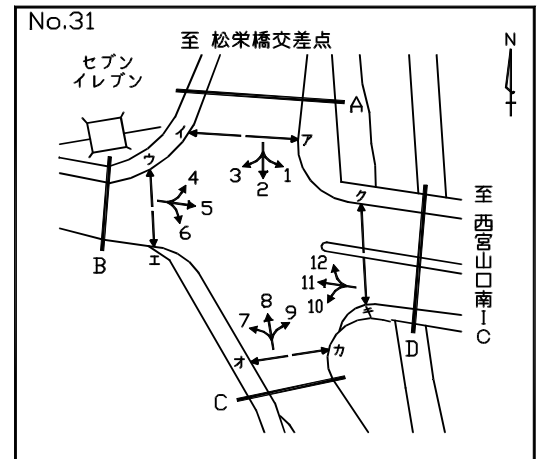 No.31
至 松栄橋交差点
セブン
イレブン
N
A
イ
ア
ウ
3
2
1
4
5
6
ク
至
西
宮
山
口
南
I
C
B
エ
12
11
10
キ
8
7
9
オ
カ
D
C